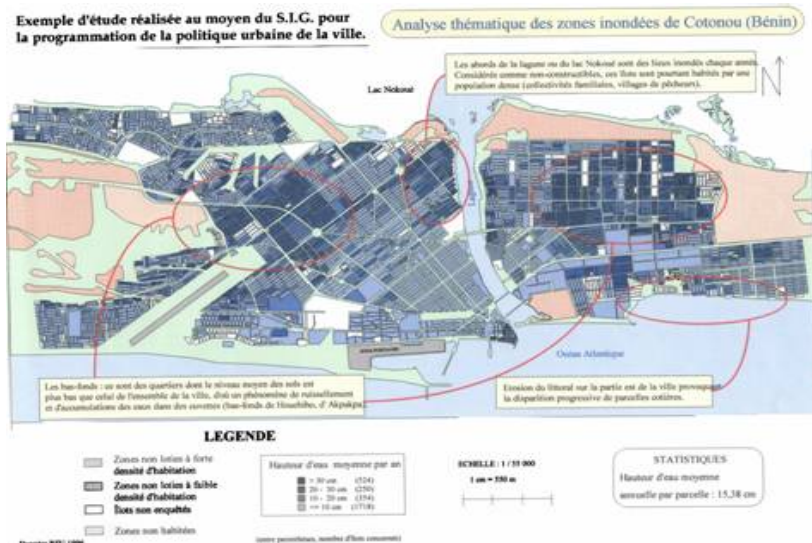 Exemple d'étude réalisée au moyen du S.I.G. pour
la programmation de la politique urbaine de la ville.
Analyse thématique des zones inondées de Cotonou (Bénin)
Les abords de la lagune ou du lac Nokoué sont des lieux inondés chaque année.
Considérés comme non-constructibles, ces îlots sont pourtant habités par une
population dense (collectivités familiales, villages de pêcheurs).
N
Lac Nokoué
Océan Atlantique
Les bas-fonds : ce sont des quartiers dont le niveau moyen des sols est
plus bas que celui de l'ensemble de la ville, d'où un phénomène de ruissellement
et d'accumulations des eaux dans des cuvettes (bas-fonds de Houéhiho, d' Akpakpa).
Erosion du littoral sur la partie est de la ville provoquant
la disparition progressive de parcelles cotières.
LEGENDE
Zones non loties à forte
densité d'habitation
Zones non loties à faible
densité d'habitation
Îlots non enquêtés
Zones non habitées
Hauteur d'eau moyenne par an
> 30 cm (524)
20 - 30 cm (250)
10 - 20 cm (354)
<= 10 cm (1718)
(entre parenthèses, nombre d'îlots concernés)
ECHELLE : 1 / 55 000
1 cm = 550 m
STATISTIQUES
Hauteur d'eau moyenne
annuelle par parcelle : 15,38 cm